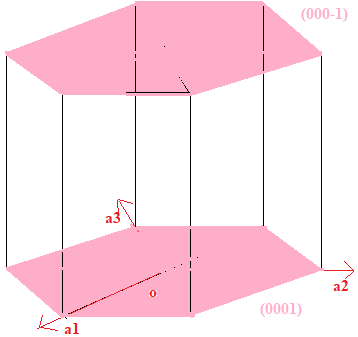 (000-1)
a3
a2
o
(0001)
a1